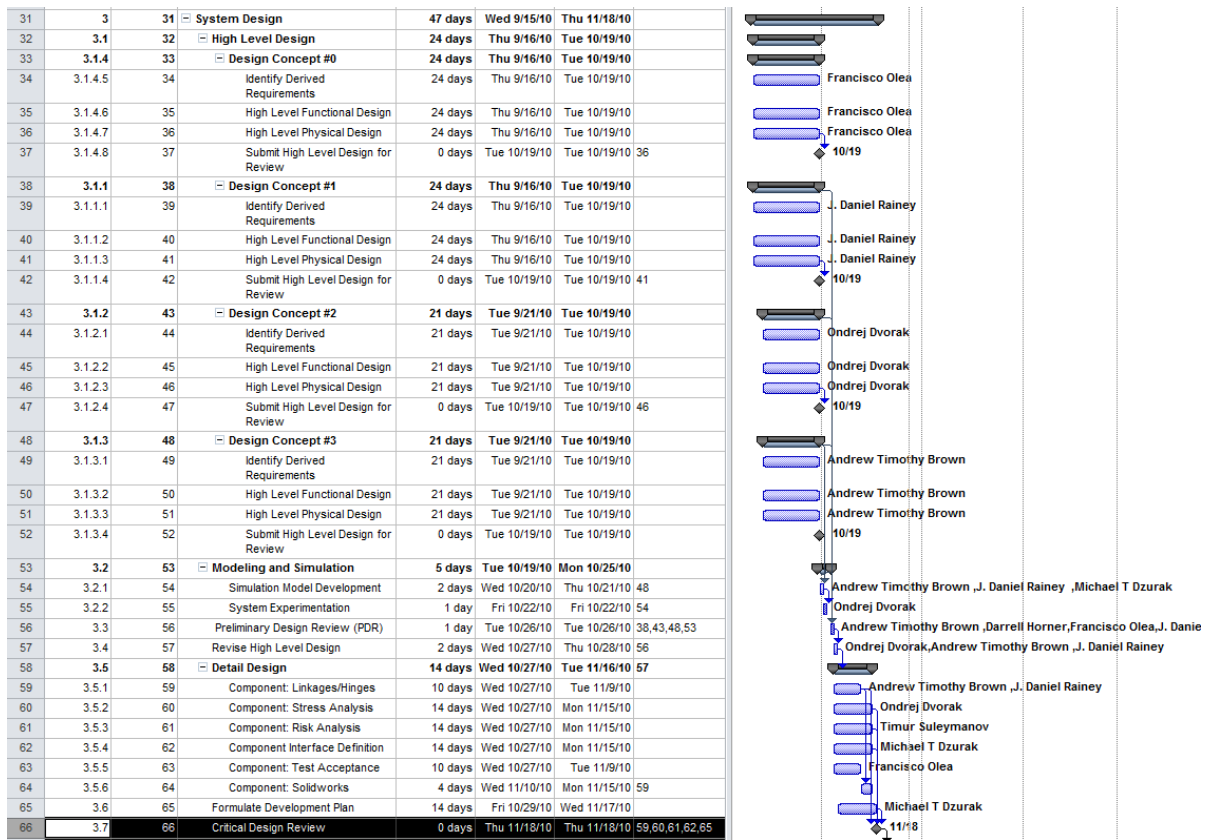 31 3 31 System Design 47 days Wed 9/15/10 Thu 11/18/10
32 3.1 32 High Level Design 24 days Thu 9/16/10 Tue 10/19/10
33 3.1.4 33 Design Concept #0 24 days Thu 9/16/10 Tue 10/19/10
34 3.1.4.5 34 Identify Derived 24 days Thu 9/16/10 Tue 10/19/10 Francisco Olea
Requirements
35 3.1.4.6 35 High Level Functional Design 24 days Thu 9/16/10 Tue 10/19/10 Francisco Olea
36 3.1.4.7 36 High Level Physical Design 24 days Thu 9/16/10 Tue 10/19/10 Francisco Olea
37 3.1.4.8 37 Submit High Level Design for 0 days Tue 10/19/10 Tue 10/19/10 36 10/19
Review
38 3.1.1 38 Design Concept #1 24 days Thu 9/16/10 Tue 10/19/10
39 3.1.1.1 39 Identify Derived 24 days Thu 9/16/10 Tue 10/19/10 J. Daniel Rainey
Requirements
40 3.1.1.2 40 High Level Functional Design 24 days Thu 9/16/10 Tue 10/19/10 J. Daniel Rainey
41 3.1.1.3 41 High Level Physical Design 24 days Thu 9/16/10 Tue 10/19/10 J. Daniel Rainey
42 3.1.1.4 42 Submit High Level Design for 0 days Tue 10/19/10 Tue 10/19/10 41 10/19
Review
43 3.1.2 43 Design Concept #2 21 days Tue 9/21/10 Tue 10/19/10
44 3.1.2.1 44 Identify Derived 21 days Tue 9/21/10 Tue 10/19/10 Ondrej Dvorak
Requirements
45 3.1.2.2 45 High Level Functional Design 21 days Tue 9/21/10 Tue 10/19/10 Ondrej Dvorak
46 3.1.2.3 46 High Level Physical Design 21 days Tue 9/21/10 Tue 10/19/10 Ondrej Dvorak
47 3.1.2.4 47 Submit High Level Design for 0 days Tue 10/19/10 Tue 10/19/10 46 10/19
Review
48 3.1.3 48 Design Concept #3 21 days Tue 9/21/10 Tue 10/19/10
49 3.1.3.1 49 Identify Derived 21 days Tue 9/21/10 Tue 10/19/10 Andrew Timothy Brown
Requirements
50 3.1.3.2 50 High Level Functional Design 21 days Tue 9/21/10 Tue 10/19/10 Andrew Timothy Brown
51 3.1.3.3 51 High Level Physical Design 21 days Tue 9/21/10 Tue 10/19/10 Andrew Timothy Brown
52 3.1.3.4 52 Submit High Level Design for 0 days Tue 10/19/10 Tue 10/19/10 10/19
Review
53 3.2 53 Modeling and Simulation 5 days Tue 10/19/10 Mon 10/25/10
54 3.2.1 54 Simulation Model Development 2 days Wed 10/20/10 Thu 10/21/10 48 Andrew Timothy Brown ,J. Daniel Rainey ,Michael T Dzurak
55 3.2.2 55 System Experimentation 1 day Fri 10/22/10 Fri 10/22/10 54 Ondrej Dvorak
56 3.3 56 Preliminary Design Review (PDR) 1 day Tue 10/26/10 Tue 10/26/10 38,43,48,53 Andrew Timothy Brown ,Darrell Horner,Francisco Olea,J. Danie
57 3.4 57 Revise High Level Design 2 days Wed 10/27/10 Thu 10/28/10 56 Ondrej Dvorak,Andrew Timothy Brown ,J. Daniel Rainey
58 3.5 58 Detail Design 14 days Wed 10/27/10 Tue 11/16/10 57
59 3.5.1 59 Component: Linkages/Hinges 10 days Wed 10/27/10 Tue 11/9/10 Andrew Timothy Brown ,J. Daniel Rainey
60 3.5.2 60 Component: Stress Analysis 14 days Wed 10/27/10 Mon 11/15/10 Ondrej Dvorak
61 3.5.3 61 Component: Risk Analysis 14 days Wed 10/27/10 Mon 11/15/10 Timur Suleymanov
62 3.5.4 62 Component Interface Definition 14 days Wed 10/27/10 Mon 11/15/10 Michael T Dzurak
63 3.5.5 63 Component: Test Acceptance 10 days Wed 10/27/10 Tue 11/9/10 Francisco Olea
64 3.5.6 64 Component: Solidworks 4 days Wed 11/10/10 Mon 11/15/10 59
65 3.6 65 Formulate Development Plan 14 days Fri 10/29/10 Wed 11/17/10 Michael T Dzurak
66 3.7 66 Critical Design Review 0 days Thu 11/18/10 Thu 11/18/10 59,60,61,62,65 11/18